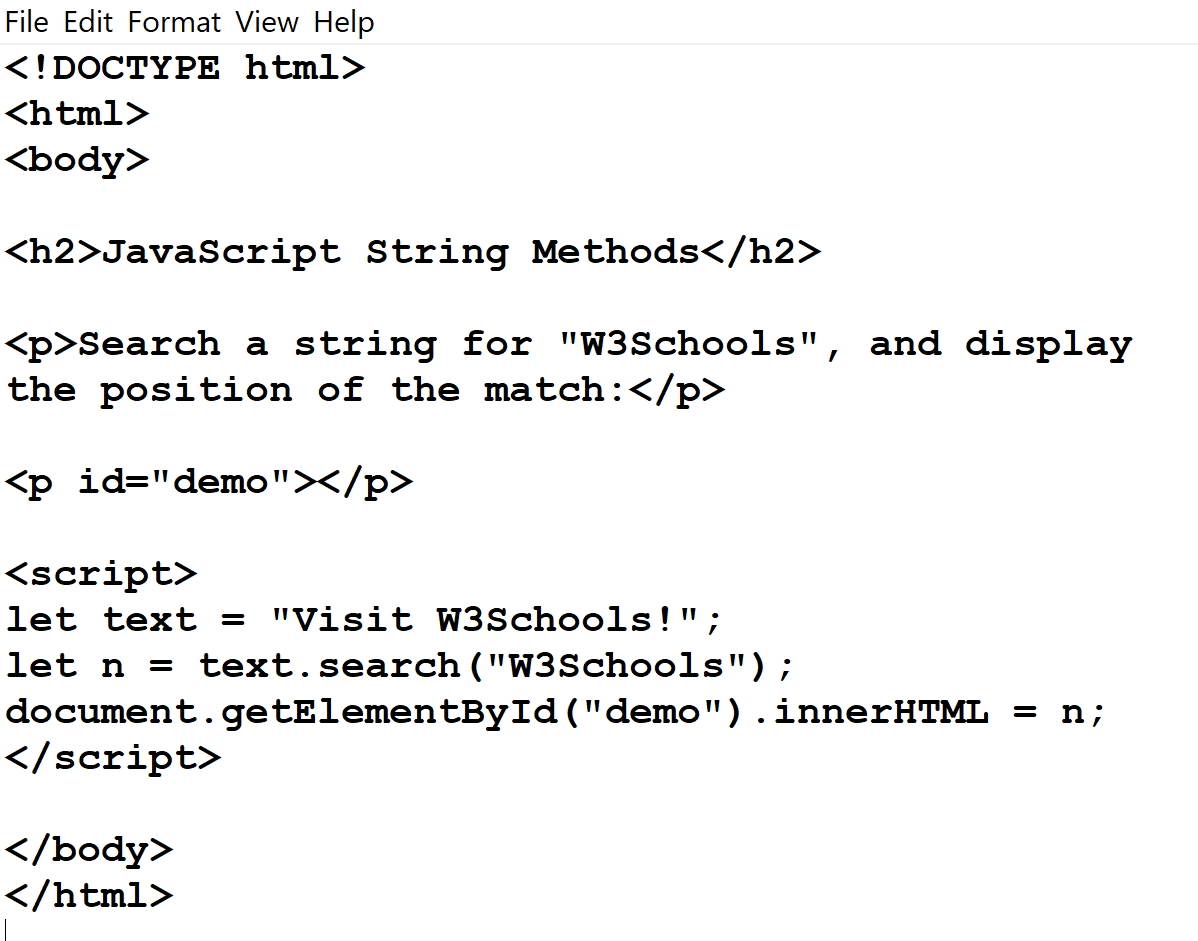 File Edit Format View Help
<!DOCTYPE html>
<html>
<body>

<h2>JavaScript String Methods</h2>

<p>Search a string for "W3Schools", and display
the position of the match:</p>

<p id="demo"></p>

<script>
let text = "Visit W3Schools!";
let n = text.search("W3Schools");
document.getElementById("demo").innerHTML = n;
</script>

</body>
</html>